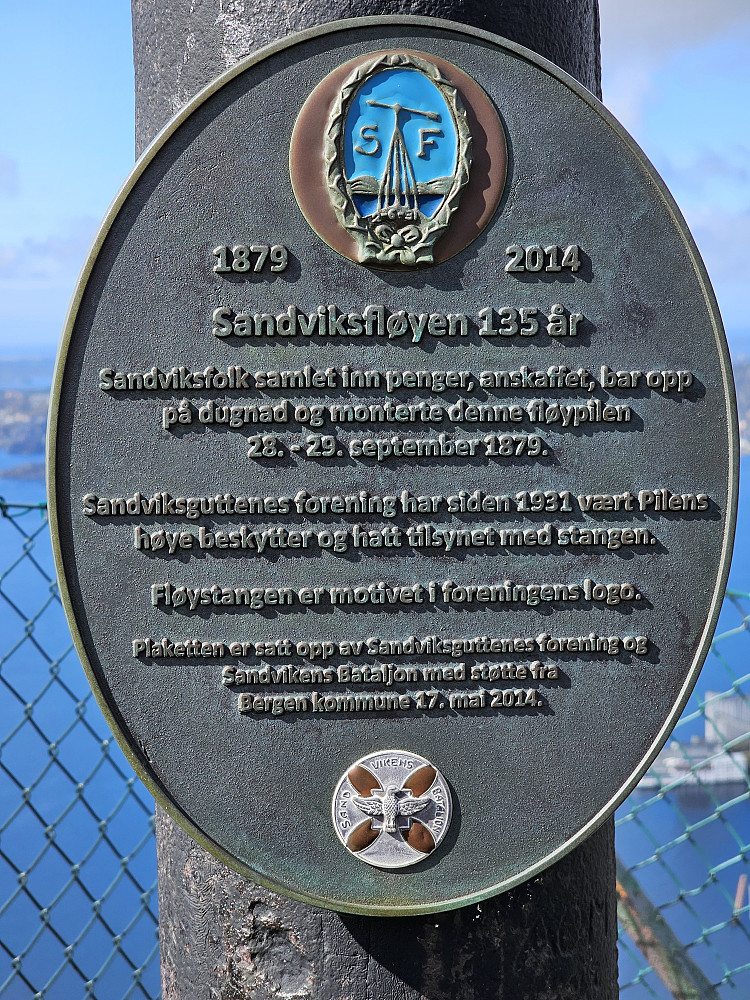 S F
1879 2014
Sandviksfløyen 135 år
Sandviksfolk samlet inn penger, anskaffet, bar opp
på dugnad og monterte denne fløypilen
28. - 29. september 1879.
Sandviksguttenes forening har siden 1931 vært Pilens
høye beskytter og hatt tilsynet med stangen.
Fløystangen er motivet i foreningens logo.
Plaketten er satt opp av Sandviksguttenes forening og
Sandvikens Bataljon med støtte fra
Bergen kommune 17. mai 2014.
SAND VIKENS BATALJON